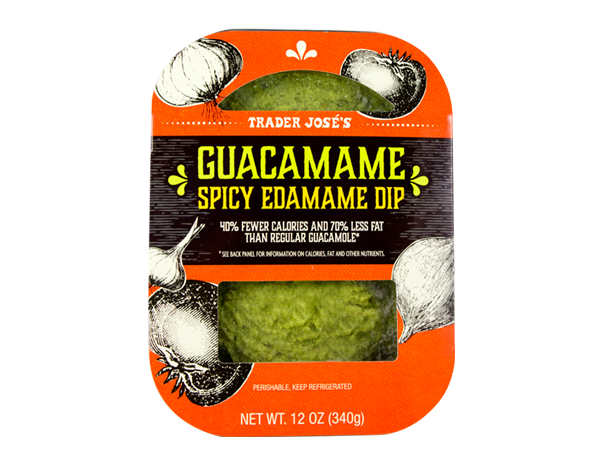 TRADER JOSÉ'S
GUACAMAME
SPICY EDAMAME DIP
40% FEWER CALORIES AND 70% LESS FAT
THAN REGULAR GUACAMOLE*
*SEE BACK PANEL FOR INFORMATION ON CALORIES, FAT AND OTHER NUTRIENTS.
PERISHABLE, KEEP REFRIGERATED
NET WT. 12 OZ (340g)